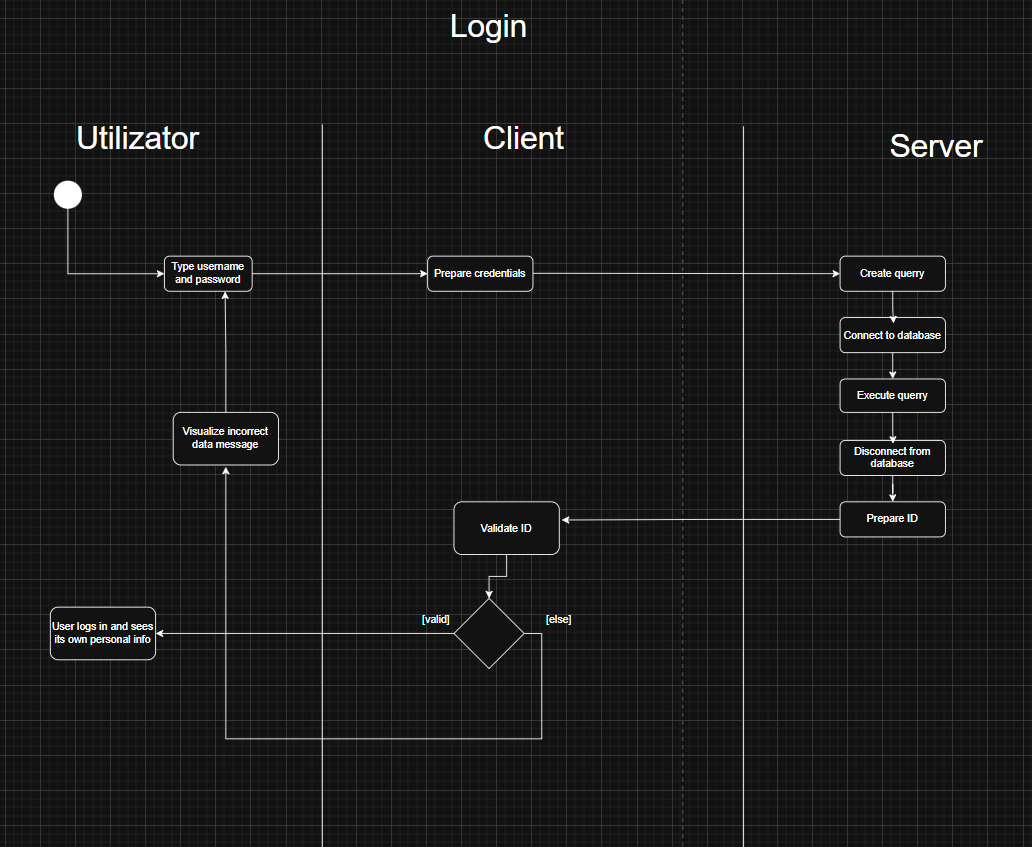 Login
Utilizator
Client
Server
Type username
and password
Prepare credentials
Create querry
Connect to database
Execute querry
Visualize incorrect
data message
Disconnect from
database
Validate ID
Prepare ID
[valid]
[else]
User logs in and sees
its own personal info